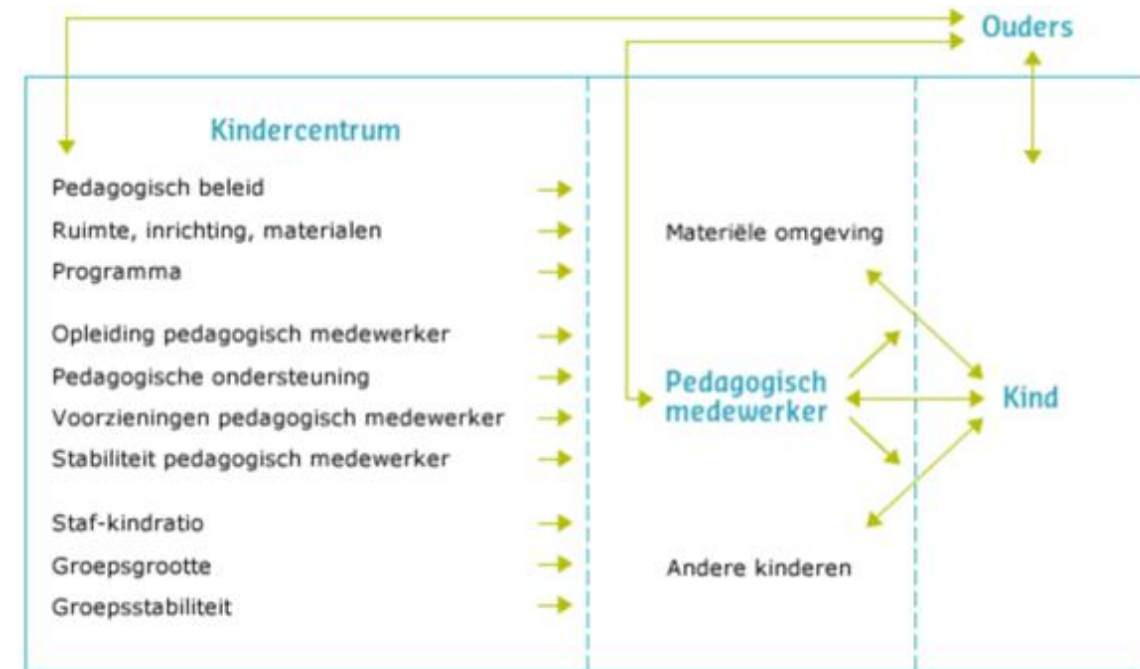 Ouders
Kindercentrum
Pedagogisch beleid
Ruimte, inrichting, materialen
Programma
Opleiding pedagogisch medewerker
Pedagogische ondersteuning
Voorzieningen pedagogisch medewerker
Stabiliteit pedagogisch medewerker
Staf-kindratio
Groepsgrootte
Groepsstabiliteit
Materiële omgeving
Pedagogisch
medewerker
Andere kinderen
Kind